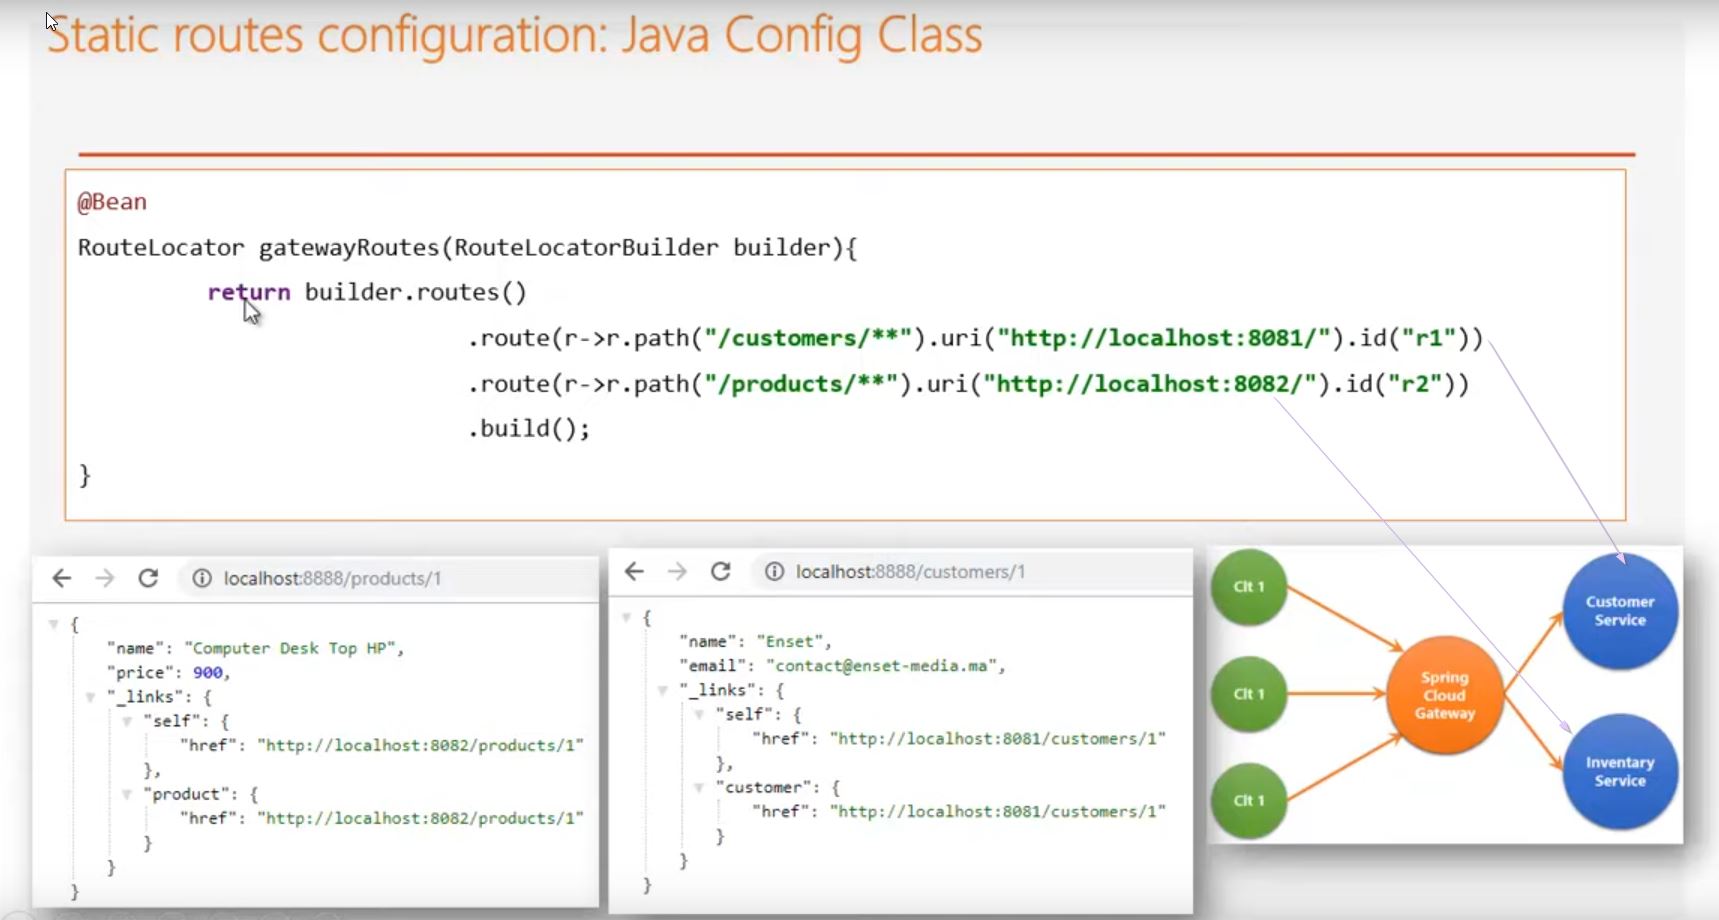 Static routes configuration: Java Config Class
@Bean
RouteLocator gatewayRoutes(RouteLocatorBuilder builder){
return builder.routes()
.route(r->r.path("/customers/**").uri("http://localhost:8081/").id("r1"))
.route(r->r.path("/products/**").uri("http://localhost:8082/").id("r2"))
.build();
}
localhost:8888/products/1
{
"name": "Computer Desk Top HP",
"price": 900,
"_links": {
"self": {
"href": "http://localhost:8082/products/1"
},
"product": {
"href": "http://localhost:8082/products/1"
}
}
}
localhost:8888/customers/1
{
"name": "Enset",
"email": "contact@enset-media.ma",
"_links": {
"self": {
"href": "http://localhost:8081/customers/1"
},
"customer": {
"href": "http://localhost:8081/customers/1"
}
}
}
Clt 1
Clt 1
Clt 1
Spring
Cloud
Gateway
Customer
Service
Inventary
Service